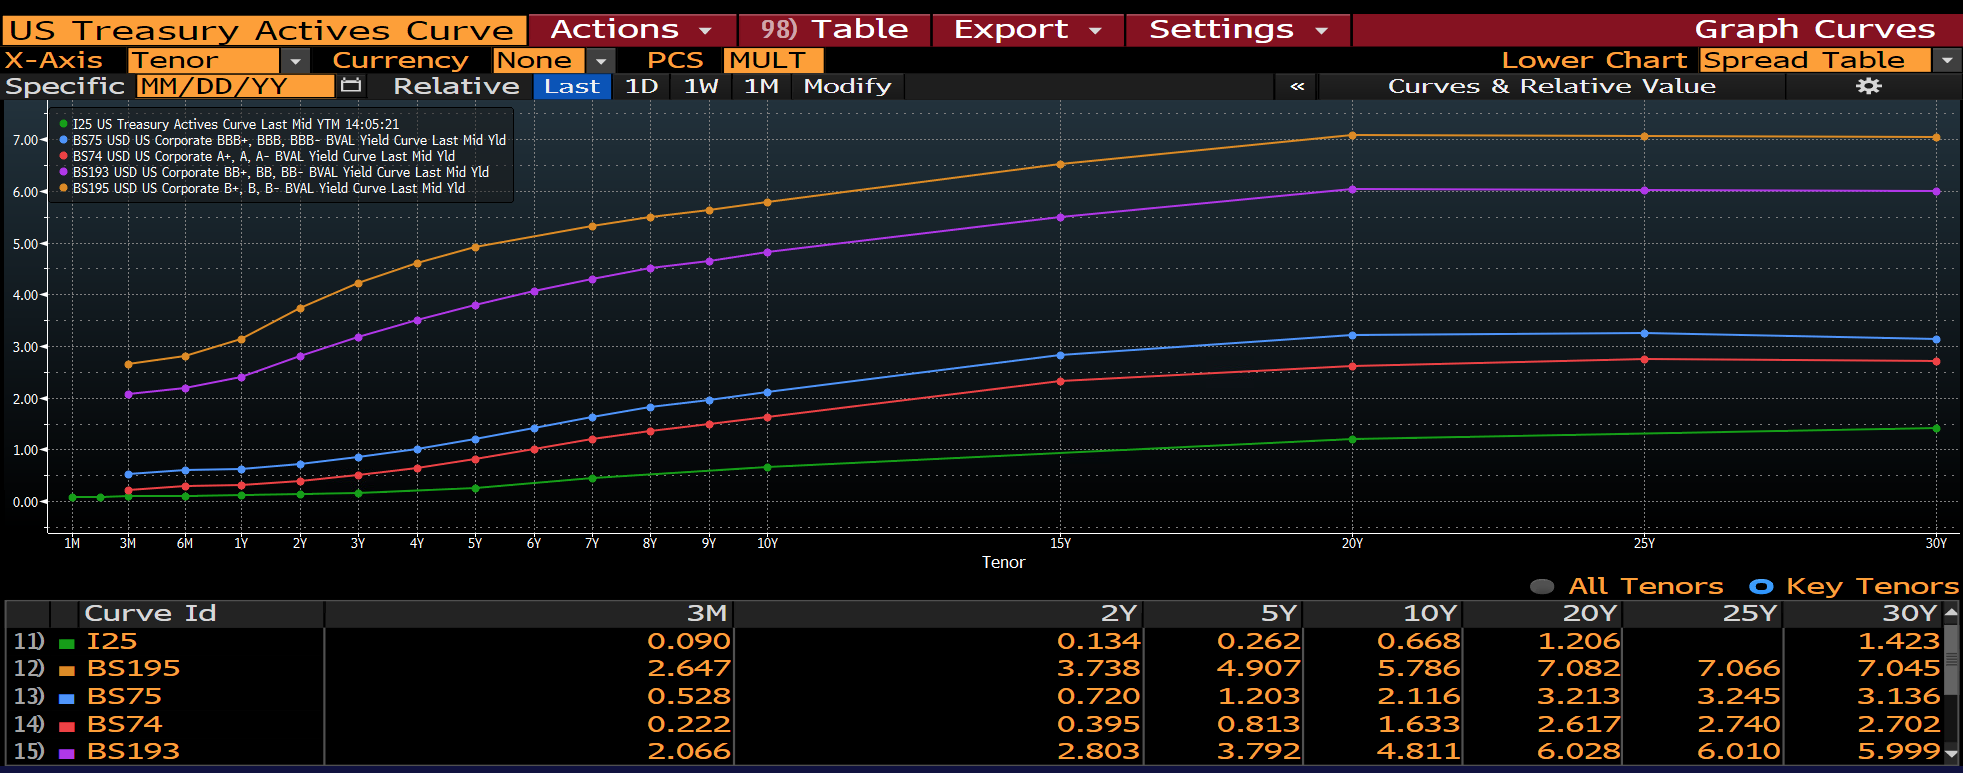 US Treasury Actives Curve Actions 98) Table Export Settings Graph Curves
X-Axis Tenor Currency None PCS MULT Lower Chart Spread Table
Specific MM/DD/YY Relative Last 1D 1W 1M Modify « Curves & Relative Value
I25 US Treasury Actives Curve Last Mid YTM 14:05:21
BS75 USD US Corporate BBB+, BBB, BBB- BVAL Yield Curve Last Mid Yld
BS74 USD US Corporate A+, A, A- BVAL Yield Curve Last Mid Yld
BS193 USD US Corporate BB+, BB, BB- BVAL Yield Curve Last Mid Yld
BS195 USD US Corporate B+, B, B- BVAL Yield Curve Last Mid Yld
7.00
6.00
5.00
4.00
3.00
2.00
1.00
0.00
1M 3M 6M 1Y 2Y 3Y 4Y 5Y 6Y 7Y 8Y 9Y 10Y 15Y 20Y 25Y 30Y
Tenor
All Tenors Key Tenors
Curve Id 3M 2Y 5Y 10Y 20Y 25Y 30Y
11) I25 0.090 0.134 0.262 0.668 1.206 1.423
12) BS195 2.647 3.738 4.907 5.786 7.082 7.066 7.045
13) BS75 0.528 0.720 1.203 2.116 3.213 3.245 3.136
14) BS74 0.222 0.395 0.813 1.633 2.617 2.740 2.702
15) BS193 2.066 2.803 3.792 4.811 6.028 6.010 5.999